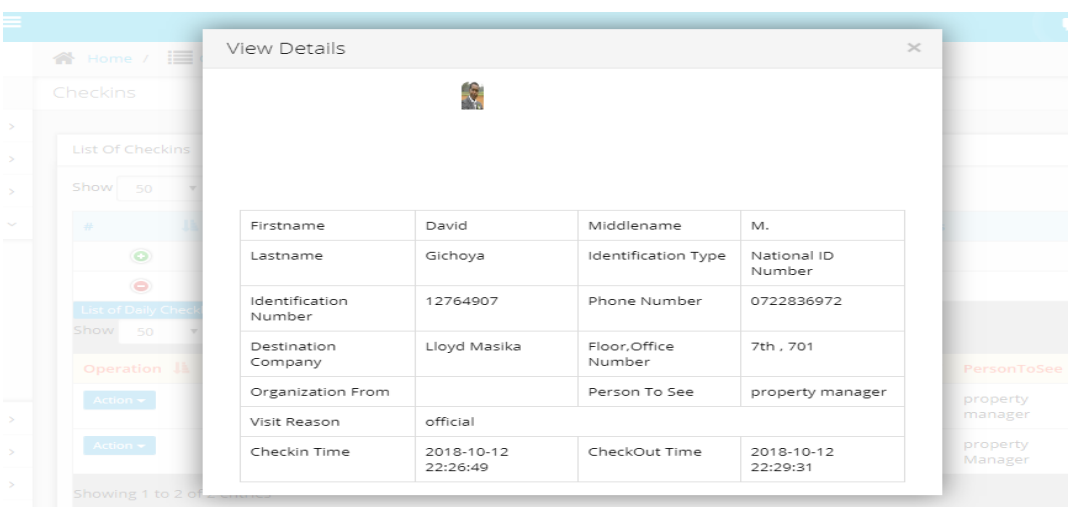 View Details ×
Home /
Checkins
List Of Checkins
Show 50
#
Firstname David Middlename M.
Lastname Gichoya Identification Type National ID
Number
Identification 12764907 Phone Number 0722836972
Number
Destination Lloyd Masika Floor,Office 7th , 701
Company Number
Organization From Person To See property manager
Visit Reason official
Checkin Time 2018-10-12 CheckOut Time 2018-10-12
22:26:49 22:29:31
List of Daily Check
Show 50
Operation PersonToSee
Action property
manager
Action property
Manager
Showing 1 to 2 of 2 entries